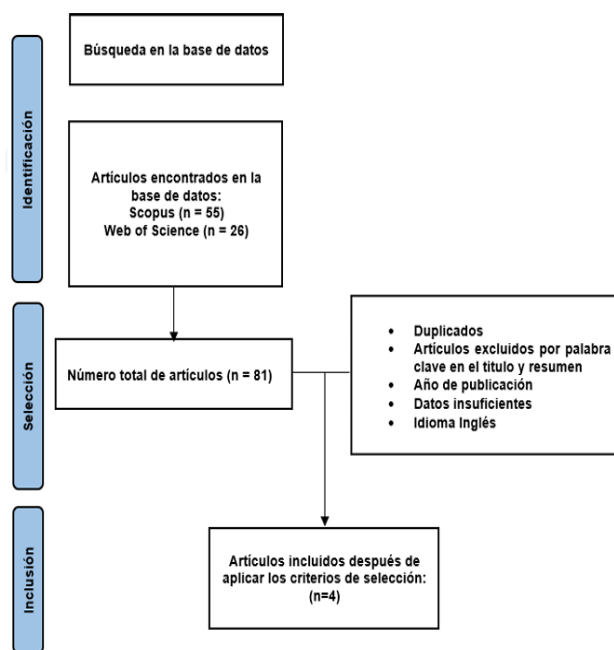 Identificación
Búsqueda en la base de datos
Artículos encontrados en la
base de datos:
Scopus (n = 55)
Web of Science (n = 26)
Selección
Número total de artículos (n = 81)
• Duplicados
• Artículos excluidos por palabra
clave en el titulo y resumen
• Año de publicación
• Datos insuficientes
• Idioma Inglés
Inclusión
Artículos incluidos después de
aplicar los criterios de selección:
(n=4)